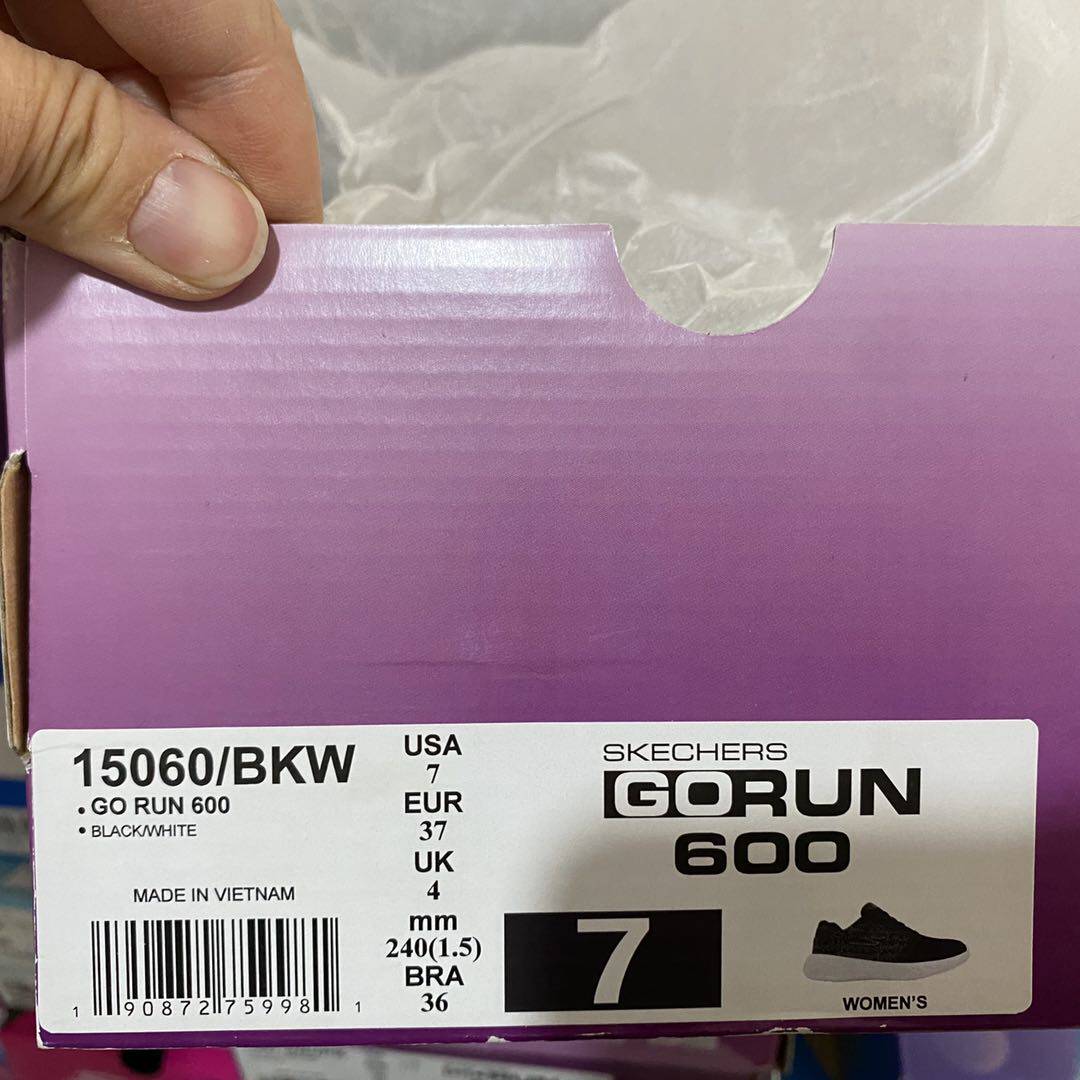 15060/BKW
• GO RUN 600
• BLACK/WHITE
MADE IN VIETNAM
1 90872 75998 1
USA
7
EUR
37
UK
4
mm
240(1.5)
BRA
36
SKECHERS
GORUN
600
7
WOMEN'S